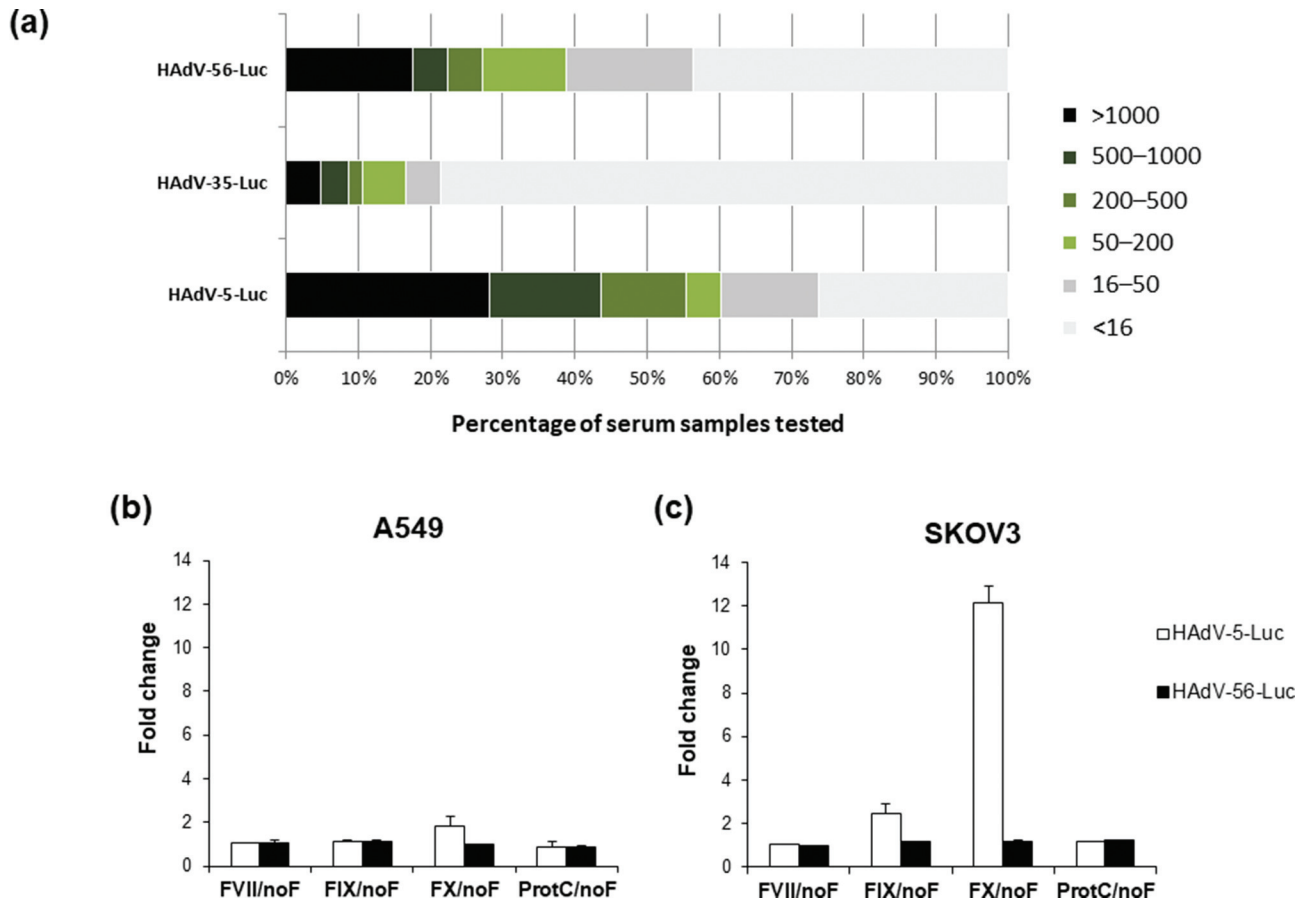 (a)
HAdV-56-Luc
HAdV-35-Luc
HAdV-5-Luc
0% 10% 20% 30% 40% 50% 60% 70% 80% 90% 100%
Percentage of serum samples tested
>1000
500–1000
200–500
50–200
16–50
<16
(b)
A549
Fold change
14
12
10
8
6
4
2
0
FVII/noF FIX/noF FX/noF ProtC/noF
(c)
SKOV3
Fold change
14
12
10
8
6
4
2
0
FVII/noF FIX/noF FX/noF ProtC/noF
HAdV-5-Luc
HAdV-56-Luc